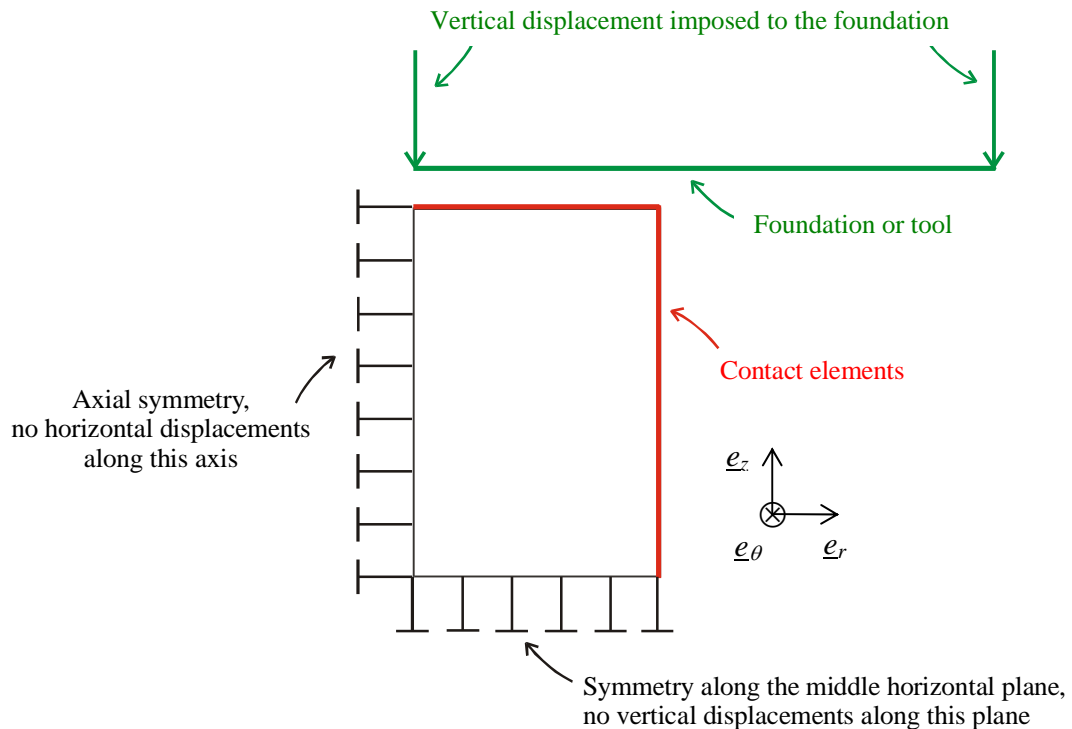 Vertical displacement imposed to the foundation
Foundation or tool
Contact elements
Axial symmetry,
no horizontal displacements
along this axis
e_z
e_θ
e_r
Symmetry along the middle horizontal plane,
no vertical displacements along this plane